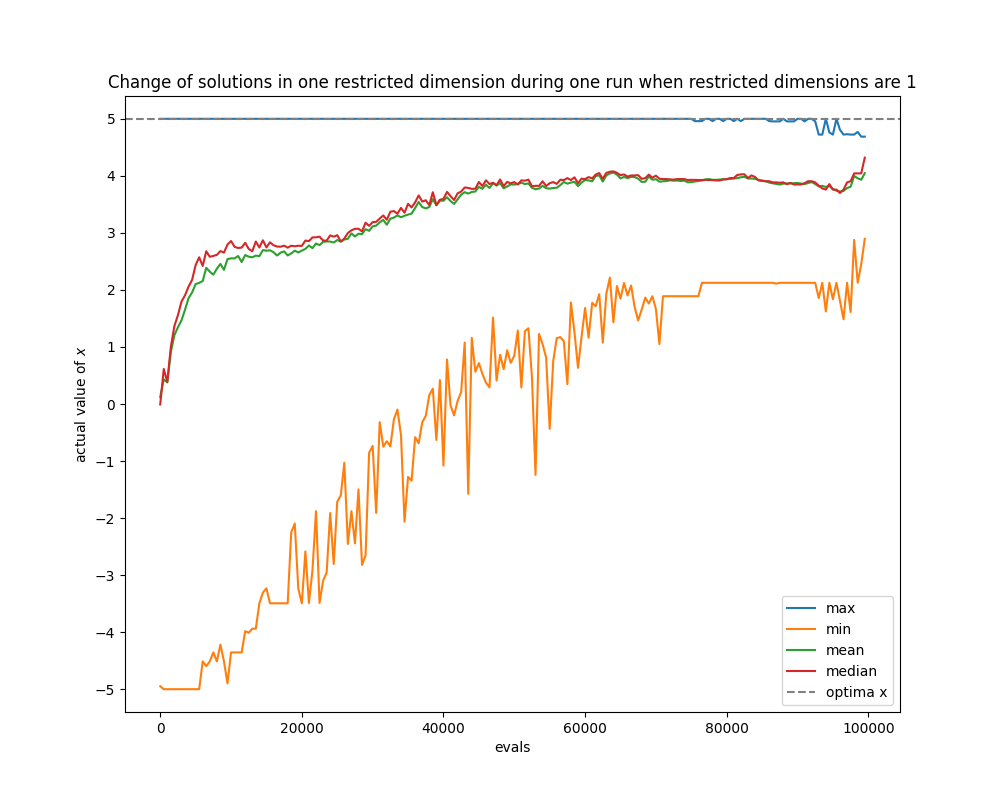 Change of solutions in one restricted dimension during one run when restricted dimensions are 1
5
4
3
2
1
0
−1
−2
−3
−4
−5
actual value of x
0 20000 40000 60000 80000 100000
evals
max
min
mean
median
optima x